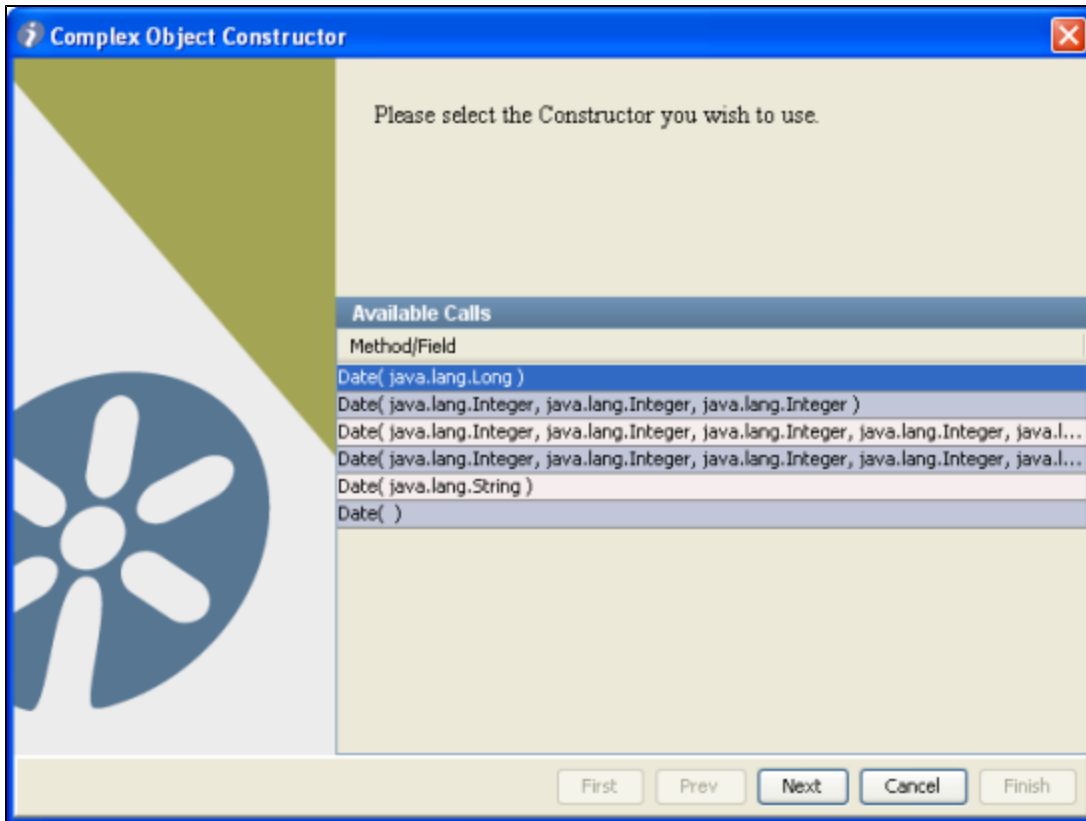 Complex Object Constructor
Please select the Constructor you wish to use.
Available Calls
Method/Field
Date( java.lang.Long )
Date( java.lang.Integer, java.lang.Integer, java.lang.Integer )
Date( java.lang.Integer, java.lang.Integer, java.lang.Integer, java.lang.Integer, java.l...
Date( java.lang.Integer, java.lang.Integer, java.lang.Integer, java.lang.Integer, java.l...
Date( java.lang.String )
Date( )
First Prev Next Cancel Finish